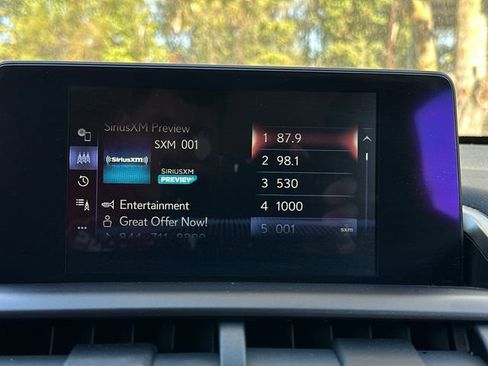 SiriusXM Preview
SXM 001
((SiriusXM))
SIRIUSXM
PREVIEW
Entertainment
Great Offer Now!
1 87.9
2 98.1
3 530
4 1000
5 001 sxm